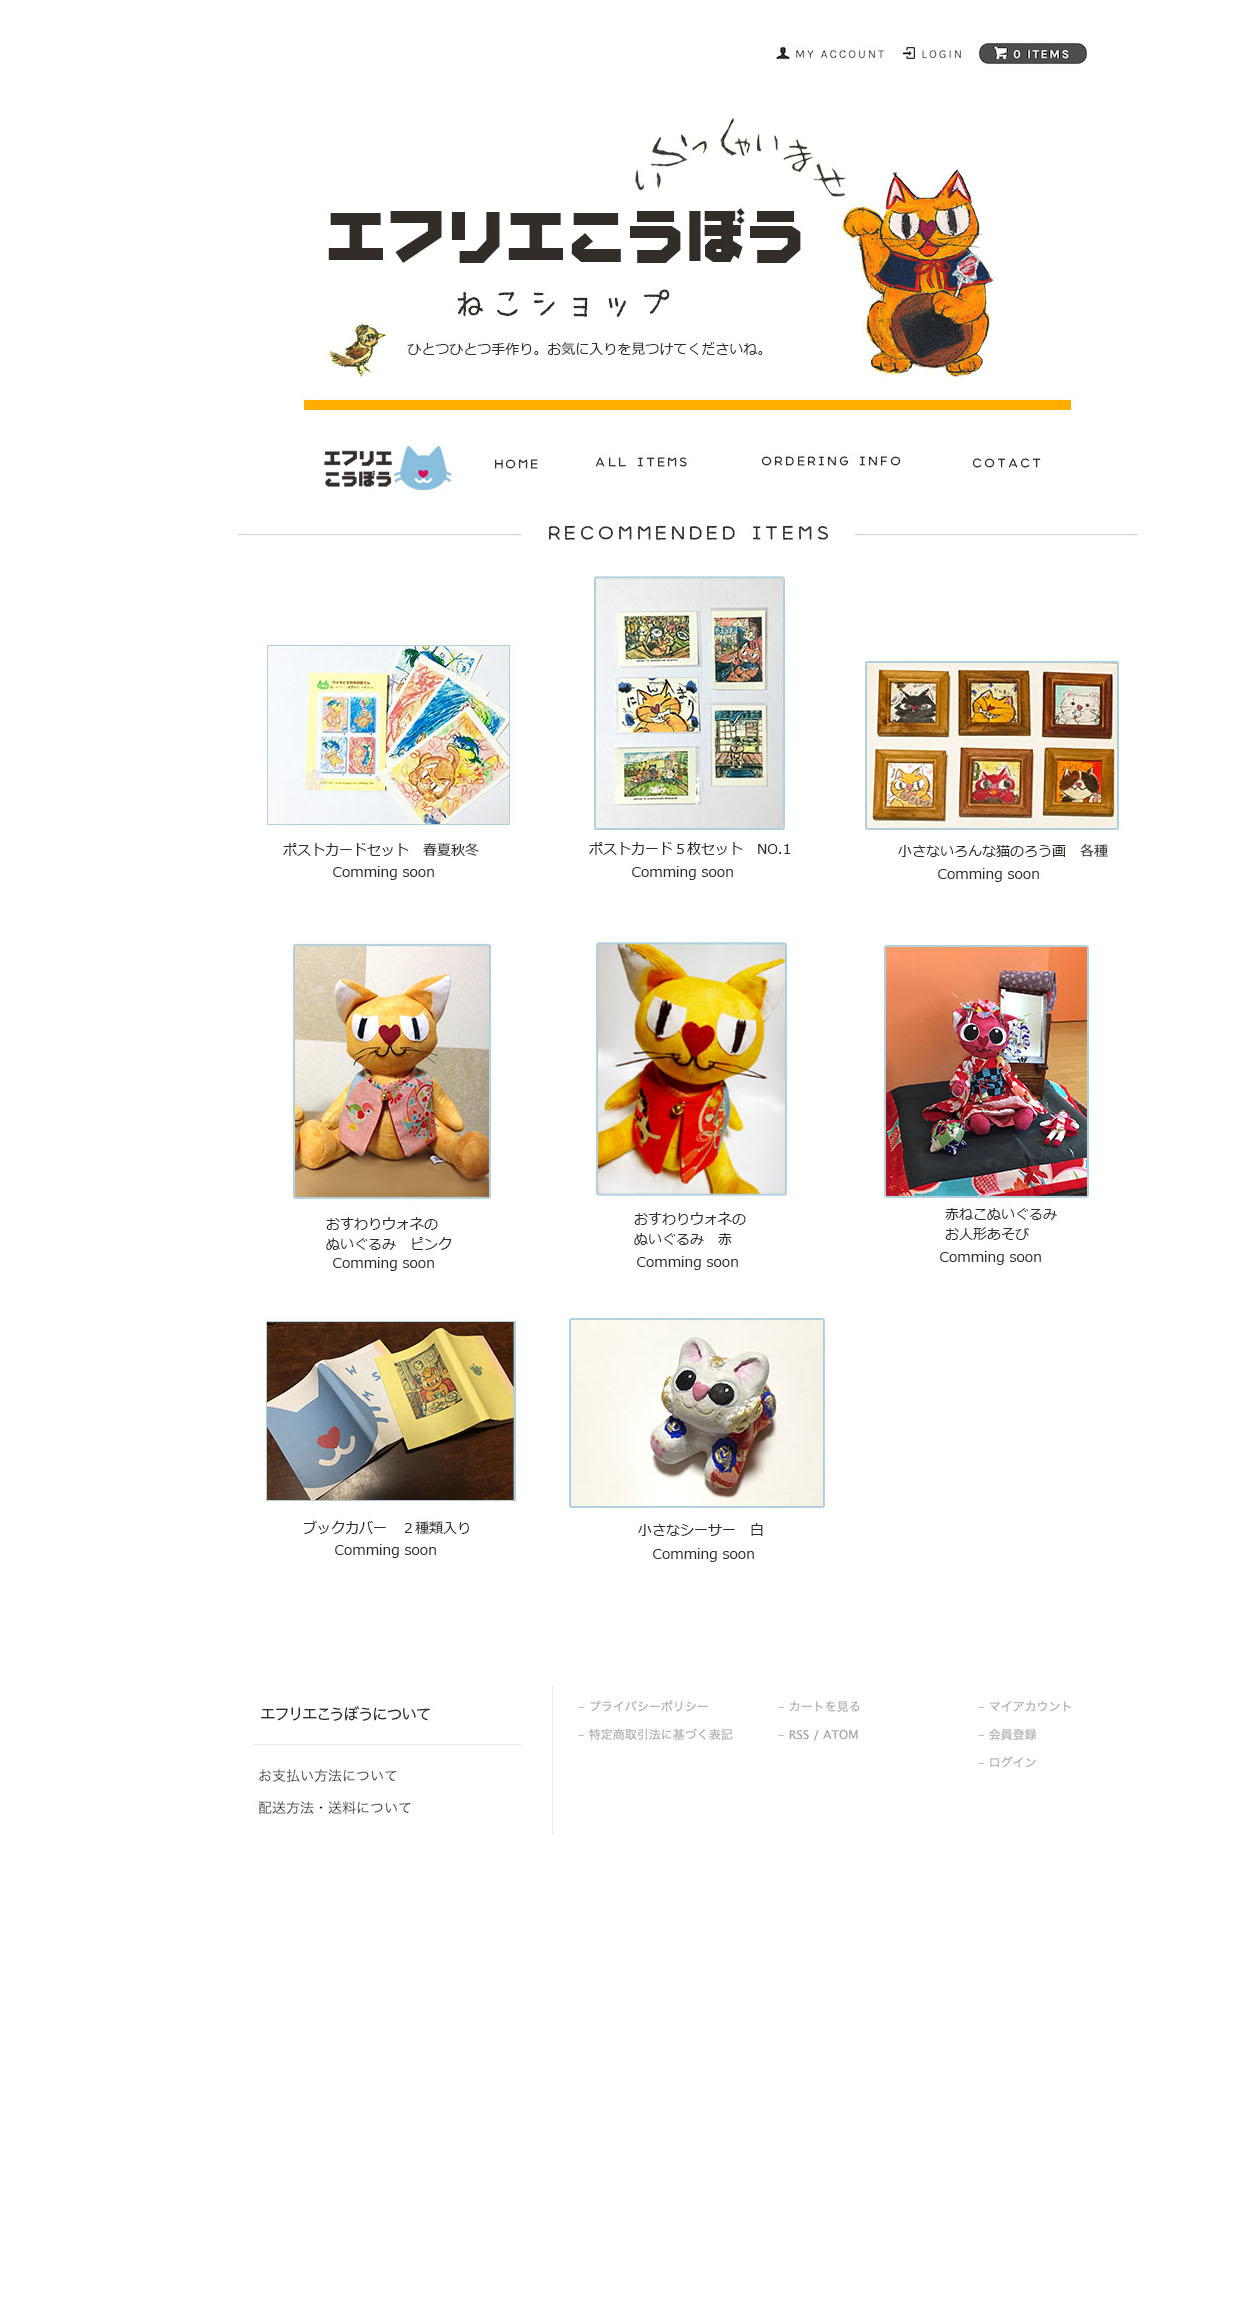 MY ACCOUNT LOGIN 0 ITEMS
いらっしゃいませ
エフリエこうぼう
ねこショップ
ひとつひとつ手作り。お気に入りを見つけてくださいね。
エフリエ
こうぼう
HOME ALL ITEMS ORDERING INFO COTACT
RECOMMENDED ITEMS
にんまり
ポストカードセット　春夏秋冬
Comming soon
ポストカード５枚セット　NO.1
Comming soon
小さないろんな猫のろう画　各種
Comming soon
おすわりウォネの
ぬいぐるみ　ピンク
Comming soon
おすわりウォネの
ぬいぐるみ　赤
Comming soon
赤ねこぬいぐるみ
お人形あそび
Comming soon
ブックカバー　２種類入り
Comming soon
小さなシーサー　白
Comming soon
エフリエこうぼうについて
お支払い方法について
配送方法・送料について
– プライバシーポリシー
– 特定商取引法に基づく表記
– カートを見る
– RSS / ATOM
– マイアカウント
– 会員登録
– ログイン